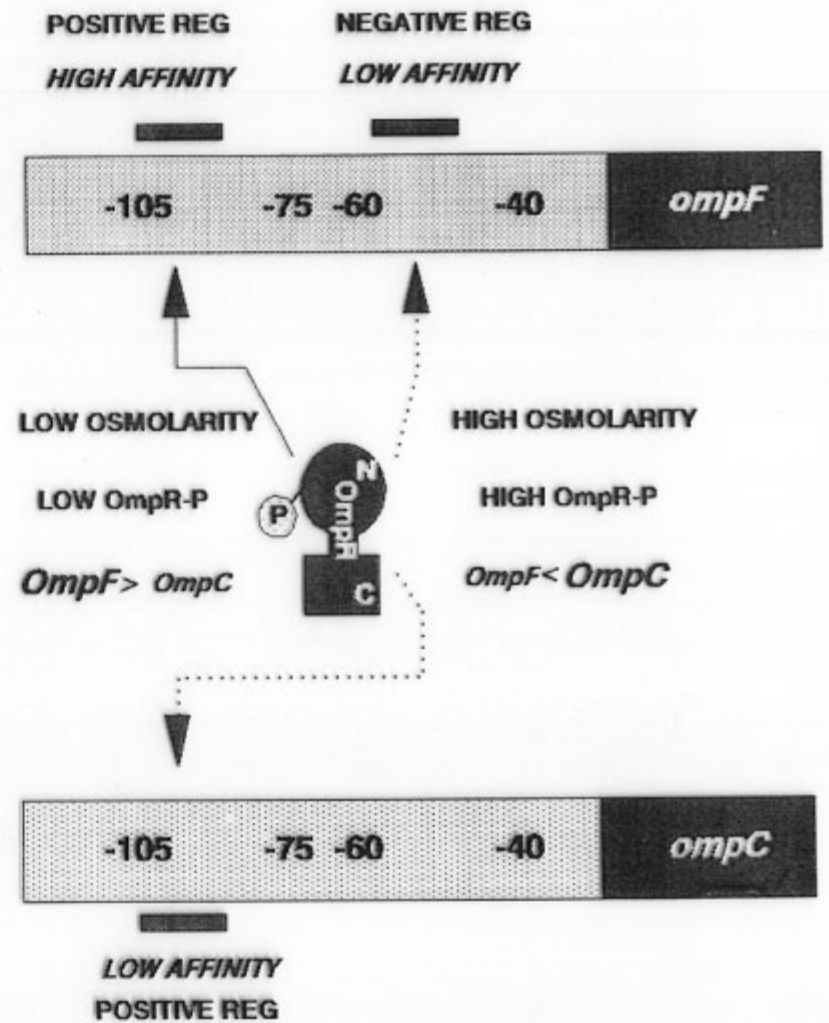 POSITIVE REG NEGATIVE REG
HIGH AFFINITY LOW AFFINITY
-105 -75 -60 -40 ompF
LOW OSMOLARITY HIGH OSMOLARITY
LOW OmpR-P HIGH OmpR-P
OmpF> OmpC OmpF< OmpC
N
OmpR
P
C
-105 -75 -60 -40 ompC
LOW AFFINITY
POSITIVE REG